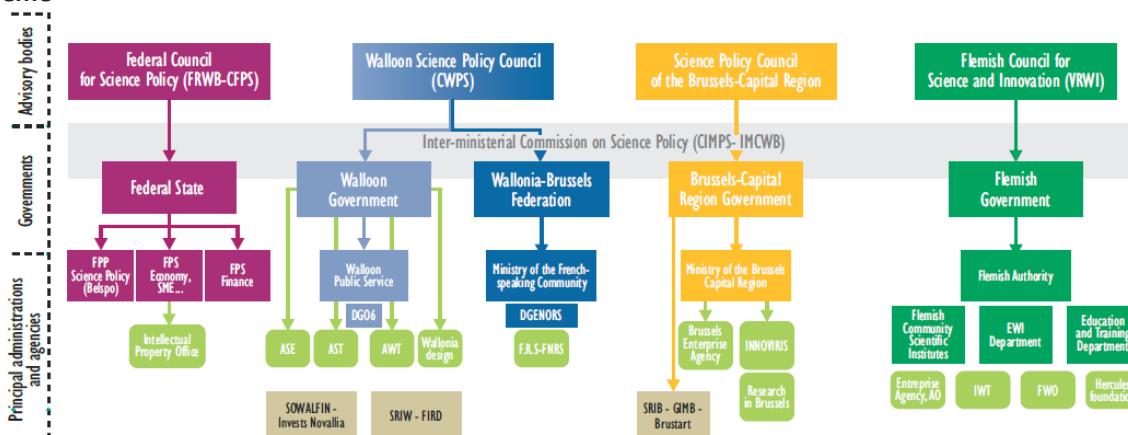 Advisory bodies
Federal Council
for Science Policy (FRWB-CFPS)
Walloon Science Policy Council
(CWPS)
Science Policy Council
of the Brussels-Capital Region
Flemish Council for
Science and Innovation (VRWI)
Inter-ministerial Commission on Science Policy (CIMPS- IMCWB)
Governments
Federal State
Walloon
Government
Wallonia-Brussels
Federation
Brussels-Capital
Region Government
Flemish
Government
Principal administrations
and agencies
FPP
Science Policy
(Belspo)
FPS
Economy,
SME...
FPS
Finance
Walloon
Public Service
Ministry of the French-
speaking Community
Ministry of the Brussels
Capital Region
Flemish Authority
DGO6
DGENORS
Flemish
Community
Scientific
Institutes
EWI
Department
Education
and Training
Department
Intellectual
Property Office
ASE
AST
AWT
Wallonia
design
F.R.S-FNRS
Brussels
Enterprise
Agency
INNOVIRIS
Research
in Brussels
Entreprise
Agency, AO
IWT
FWO
Hercules
foundation
SOWALFIN -
Invests Novallia
SRIW - FIRD
SRIB - GIMB -
Brustart